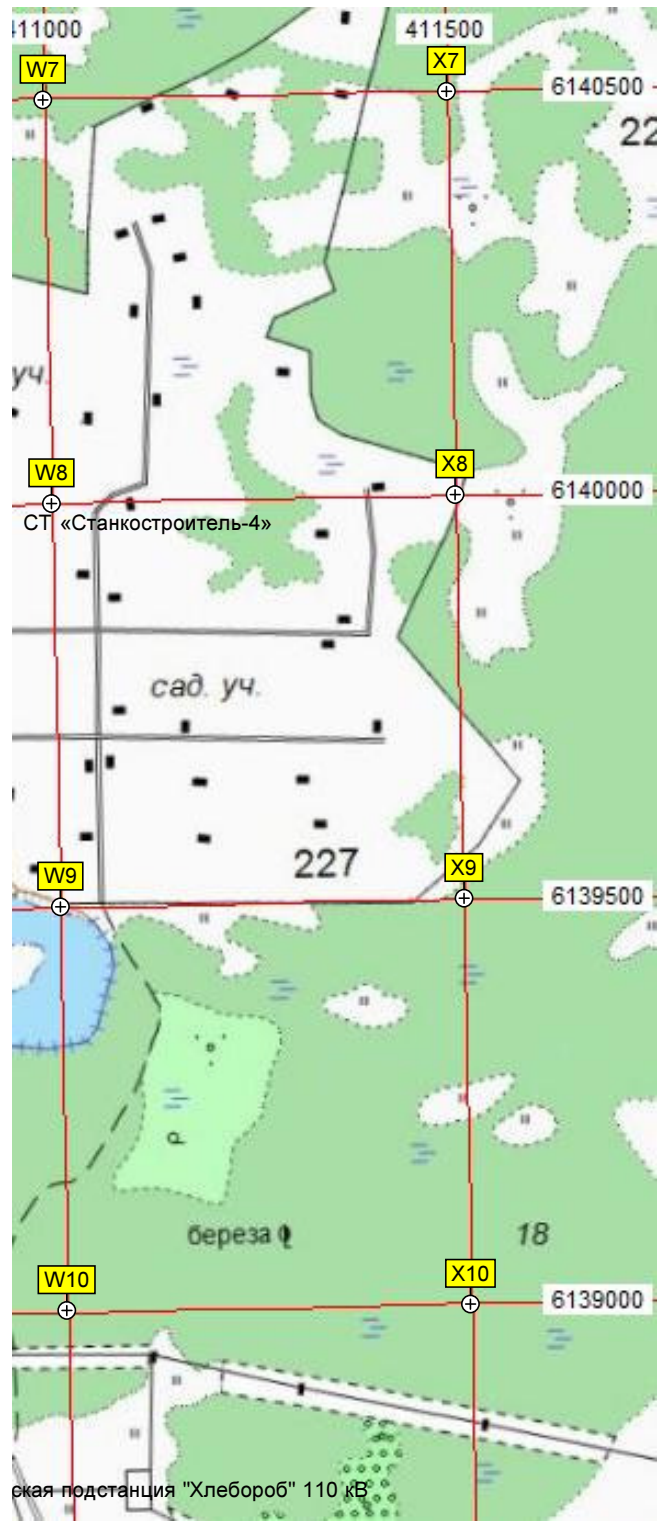 411000 411500
W7 X7
6140500
22
уч.
W8 X8
6140000
СТ «Станкостроитель-4»
сад. уч.
227
W9 X9
6139500
Р
береза
18
W10 X10
6139000
ская подстанция "Хлебороб" 110 кВ